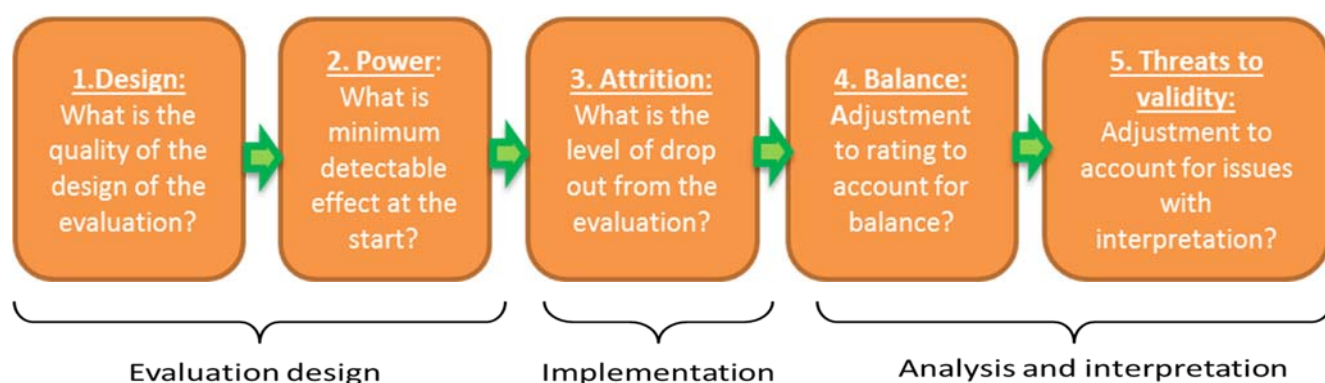 1.Design:
What is the
quality of the
design of the
evaluation?
2. Power:
What is
minimum
detectable
effect at the
start?
3. Attrition:
What is the
level of drop
out from the
evaluation?
4. Balance:
Adjustment
to rating to
account for
balance?
5. Threats to
validity:
Adjustment to
account for issues
with
interpretation?
Evaluation design
Implementation
Analysis and interpretation